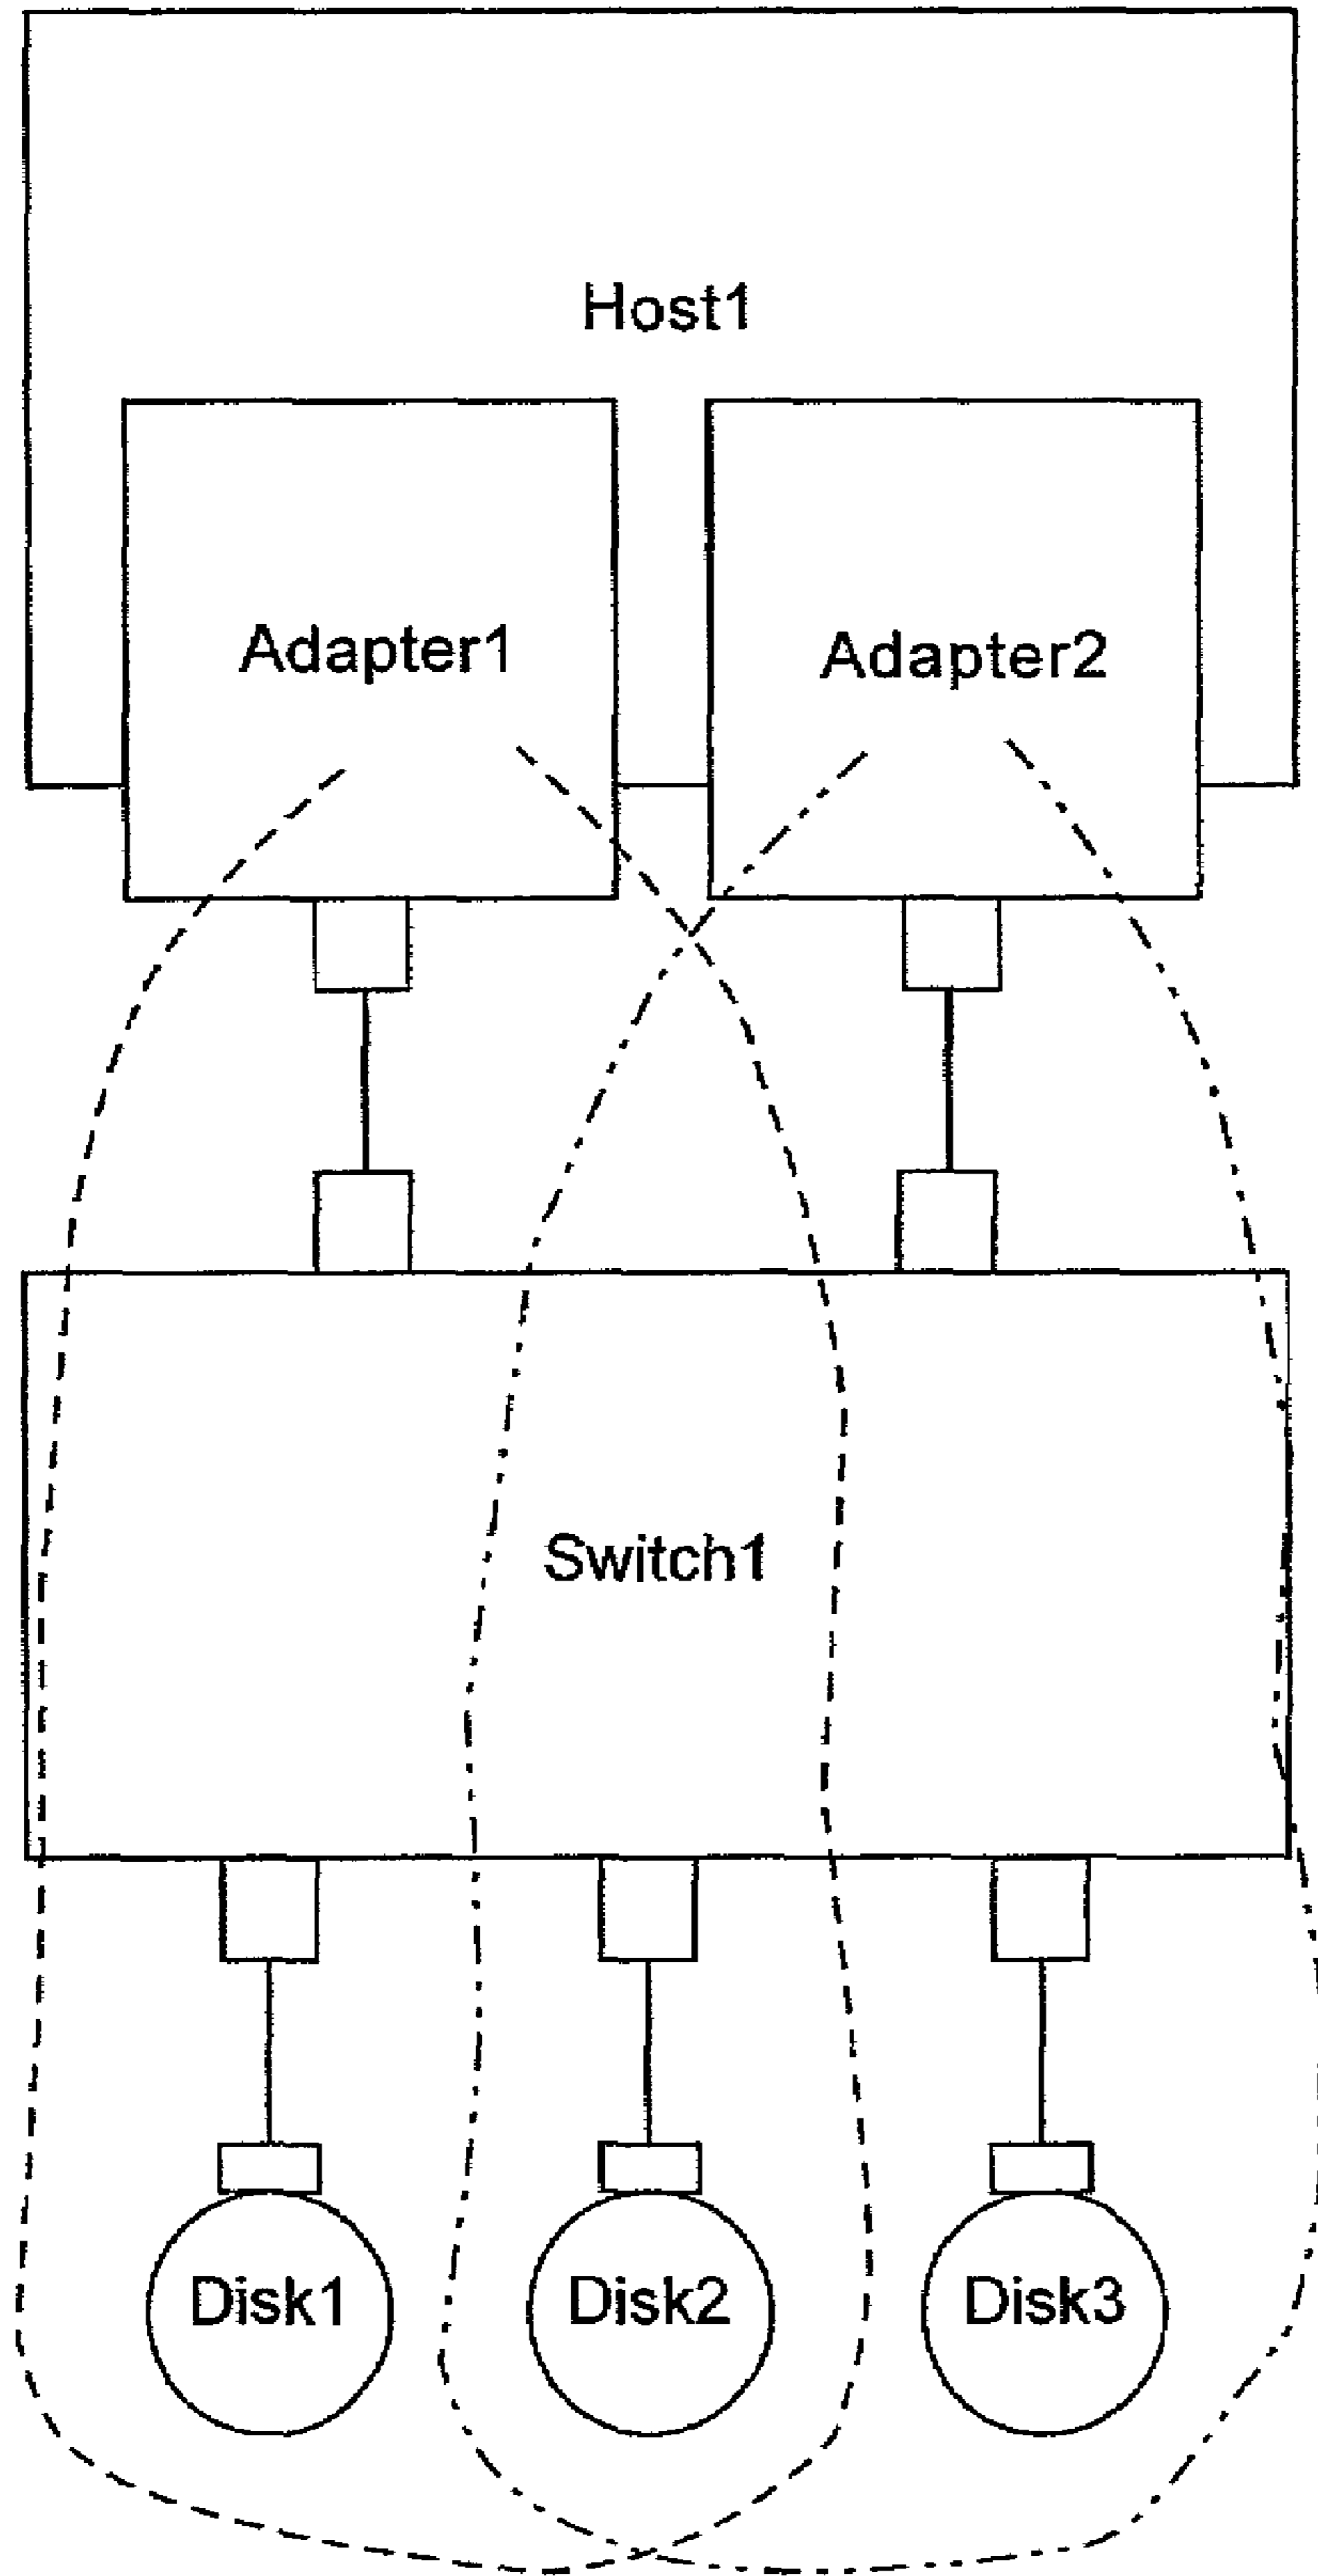 Host1
Adapter1
Adapter2
Switch1
Disk1
Disk2
Disk3